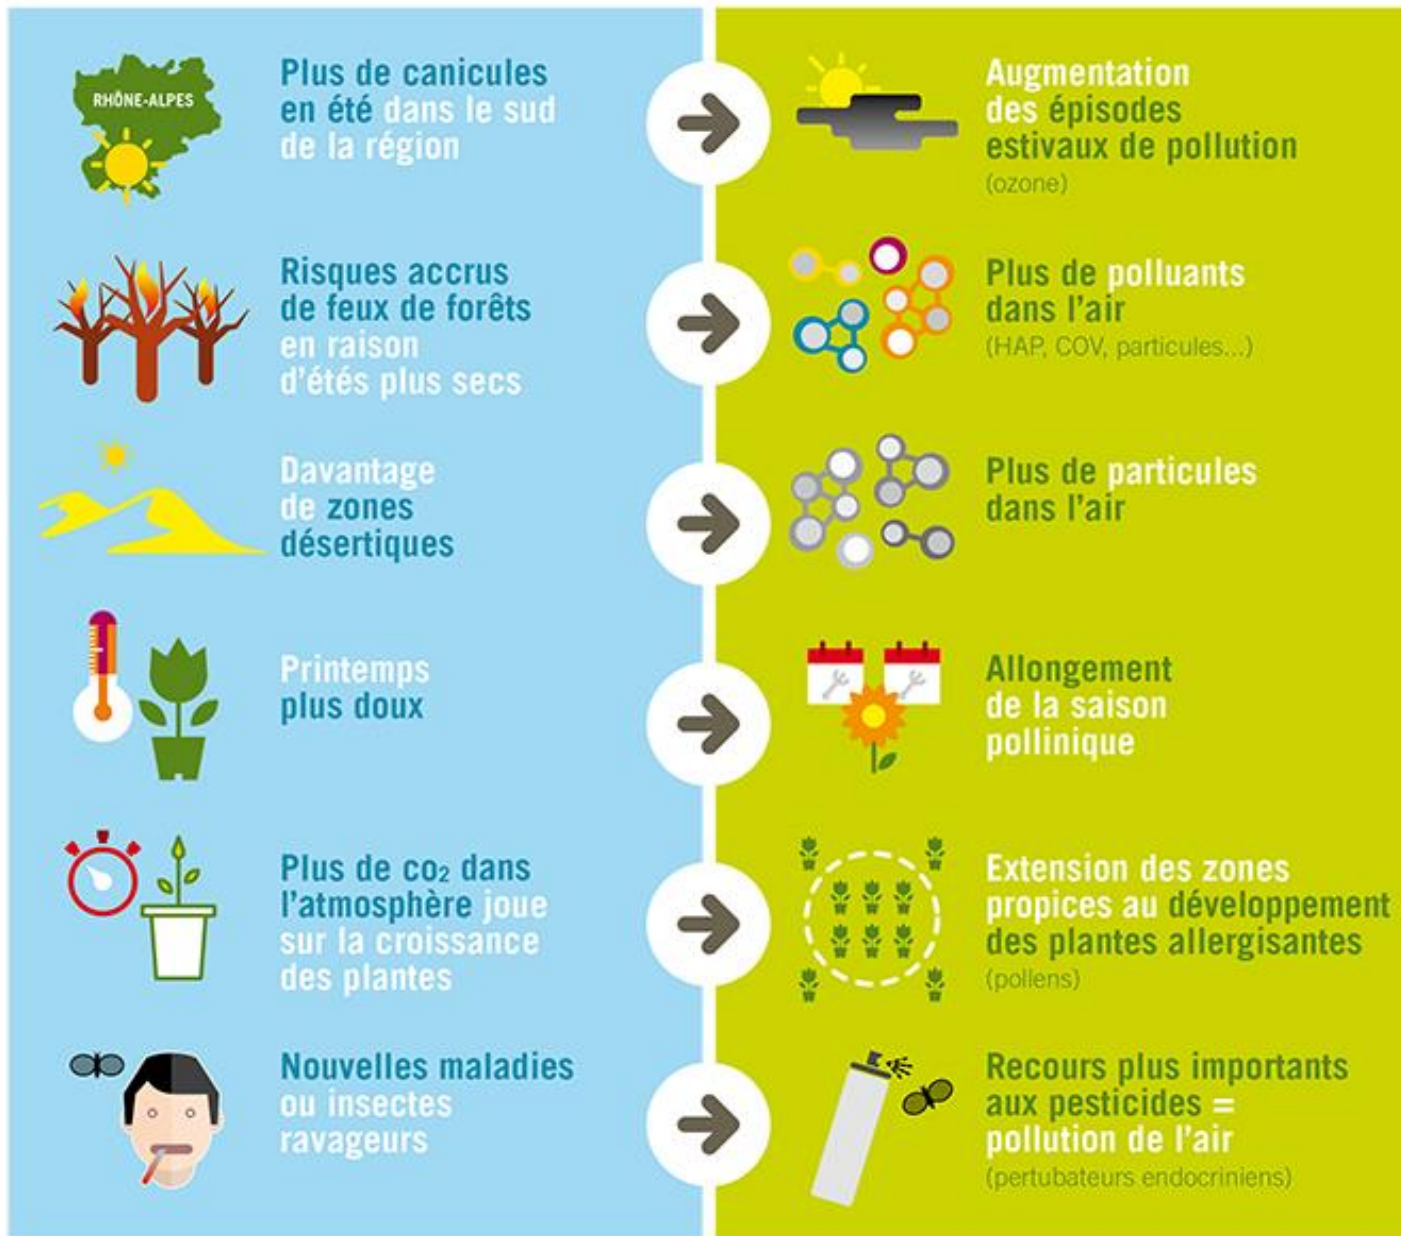 RHÔNE-ALPES
Plus de canicules
en été dans le sud
de la région
Augmentation
des épisodes
estivaux de pollution
(ozone)
Risques accrus
de feux de forêts
en raison
d'étés plus secs
Plus de polluants
dans l'air
(HAP, COV, particules...)
Davantage
de zones
désertiques
Plus de particules
dans l'air
Printemps
plus doux
Allongement
de la saison
pollinique
Plus de co₂ dans
l'atmosphère joue
sur la croissance
des plantes
Extension des zones
propices au développement
des plantes allergisantes
(pollens)
Nouvelles maladies
ou insectes
ravageurs
Recours plus importants
aux pesticides =
pollution de l'air
(pertubateurs endocriniens)